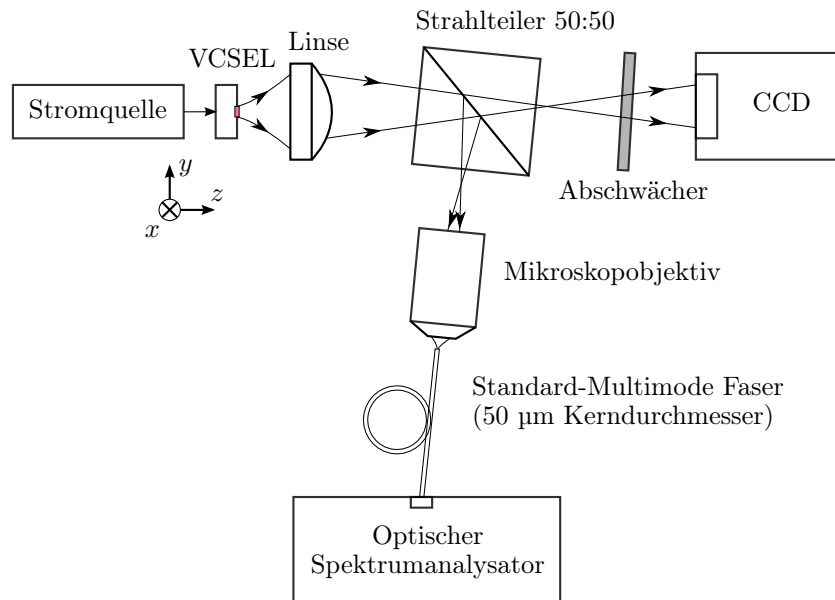 Strahlteiler 50:50
VCSEL
Linse
Stromquelle
CCD
y
z
x
Abschwächer
Mikroskopobjektiv
Standard-Multimode Faser
(50 µm Kerndurchmesser)
Optischer
Spektrumanalysator